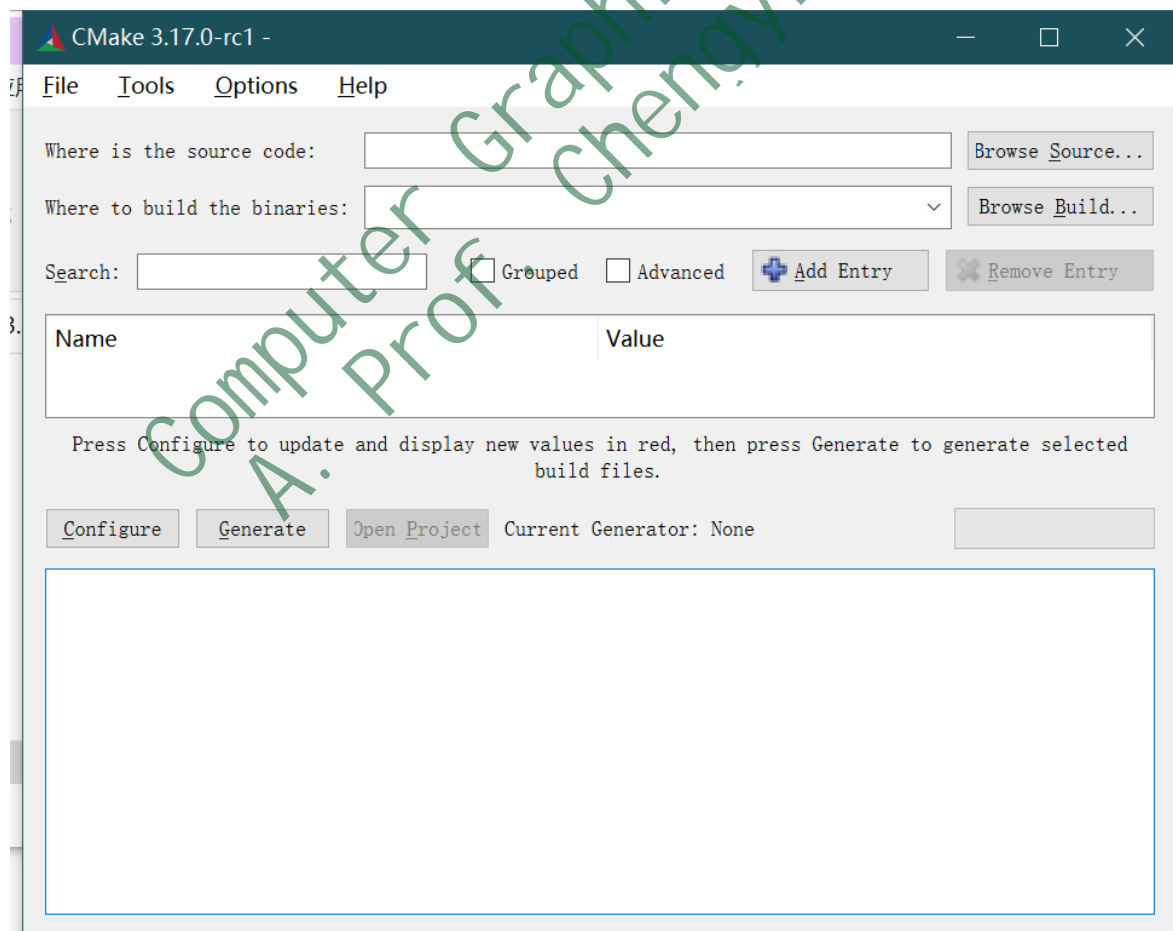 CMake 3.17.0-rc1 -
File Tools Options Help
Where is the source code: Browse Source...
Where to build the binaries: Browse Build...
Search: Grouped Advanced Add Entry Remove Entry
Name Value
Press Configure to update and display new values in red, then press Generate to generate selected
build files.
Configure Generate Open Project Current Generator: None
Computer
A. Prof.